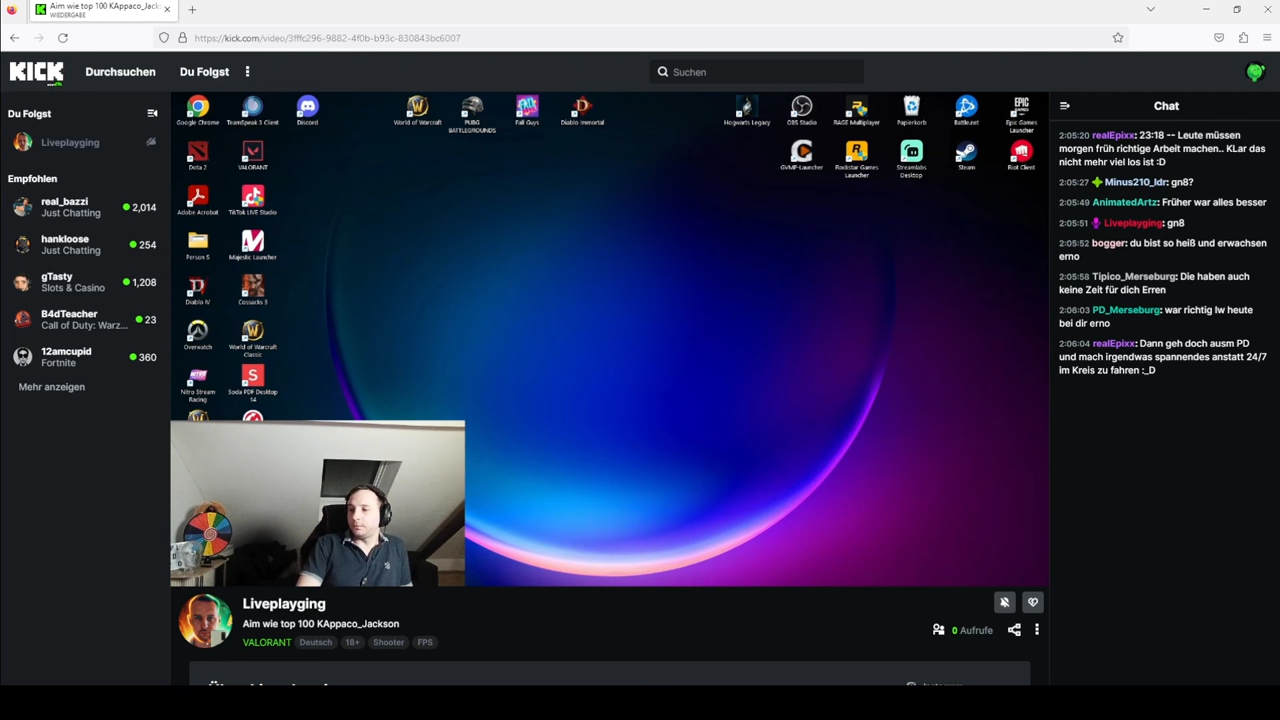 Aim wie top 100 KAppaco_Jack
WIEDERGABE
https://kick.com/video/3fffc296-9882-4f0b-b93c-830843bc6007
KICK
Durchsuchen
Du Folgst
Suchen
Du Folgst
Liveplayging
Empfohlen
real_bazzi
Just Chatting
2,014
hankloose
Just Chatting
254
gTasty
Slots & Casino
1,208
B4dTeacher
Call of Duty: Warz...
23
12amcupid
Fortnite
360
Mehr anzeigen
Google Chrome
TeamSpeak 3 Client
Discord
World of Warcraft
PUBG
BATTLEGROUNDS
Fall Guys
Diablo Immortal
Hogwarts Legacy
OBS Studio
RAGE Multiplayer
Papierkorb
Battle.net
EPIC
GAMES
Epic Games
Launcher
Dota 2
VALORANT
GVMP-Launcher
Rockstar Games
Launcher
Streamlabs
Desktop
Steam
Riot Client
Adobe Acrobat
TikTok LIVE Studio
Person 5
Majestic Launcher
Diablo IV
Cossacks 3
Overwatch
World of Warcraft
Classic
Nitro Stream
Racing
Soda PDF Desktop
14
Liveplayging
Aim wie top 100 KAppaco_Jackson
VALORANT
Deutsch
18+
Shooter
FPS
0 Aufrufe
Chat
2:05:20 realEpixx: 23:18 -- Leute müssen
morgen früh richtige Arbeit machen.. KLar das
nicht mehr viel los ist :D
2:05:27 Minus210_ldr: gn8?
2:05:49 AnimatedArtz: Früher war alles besser
2:05:51 Liveplayging: gn8
2:05:52 bogger: du bist so heiß und erwachsen
erno
2:05:58 Tipico_Merseburg: Die haben auch
keine Zeit für dich Erren
2:06:03 PD_Merseburg: war richtig lw heute
bei dir erno
2:06:04 realEpixx: Dann geh doch ausm PD
und mach irgendwas spannendes anstatt 24/7
im Kreis zu fahren :_D